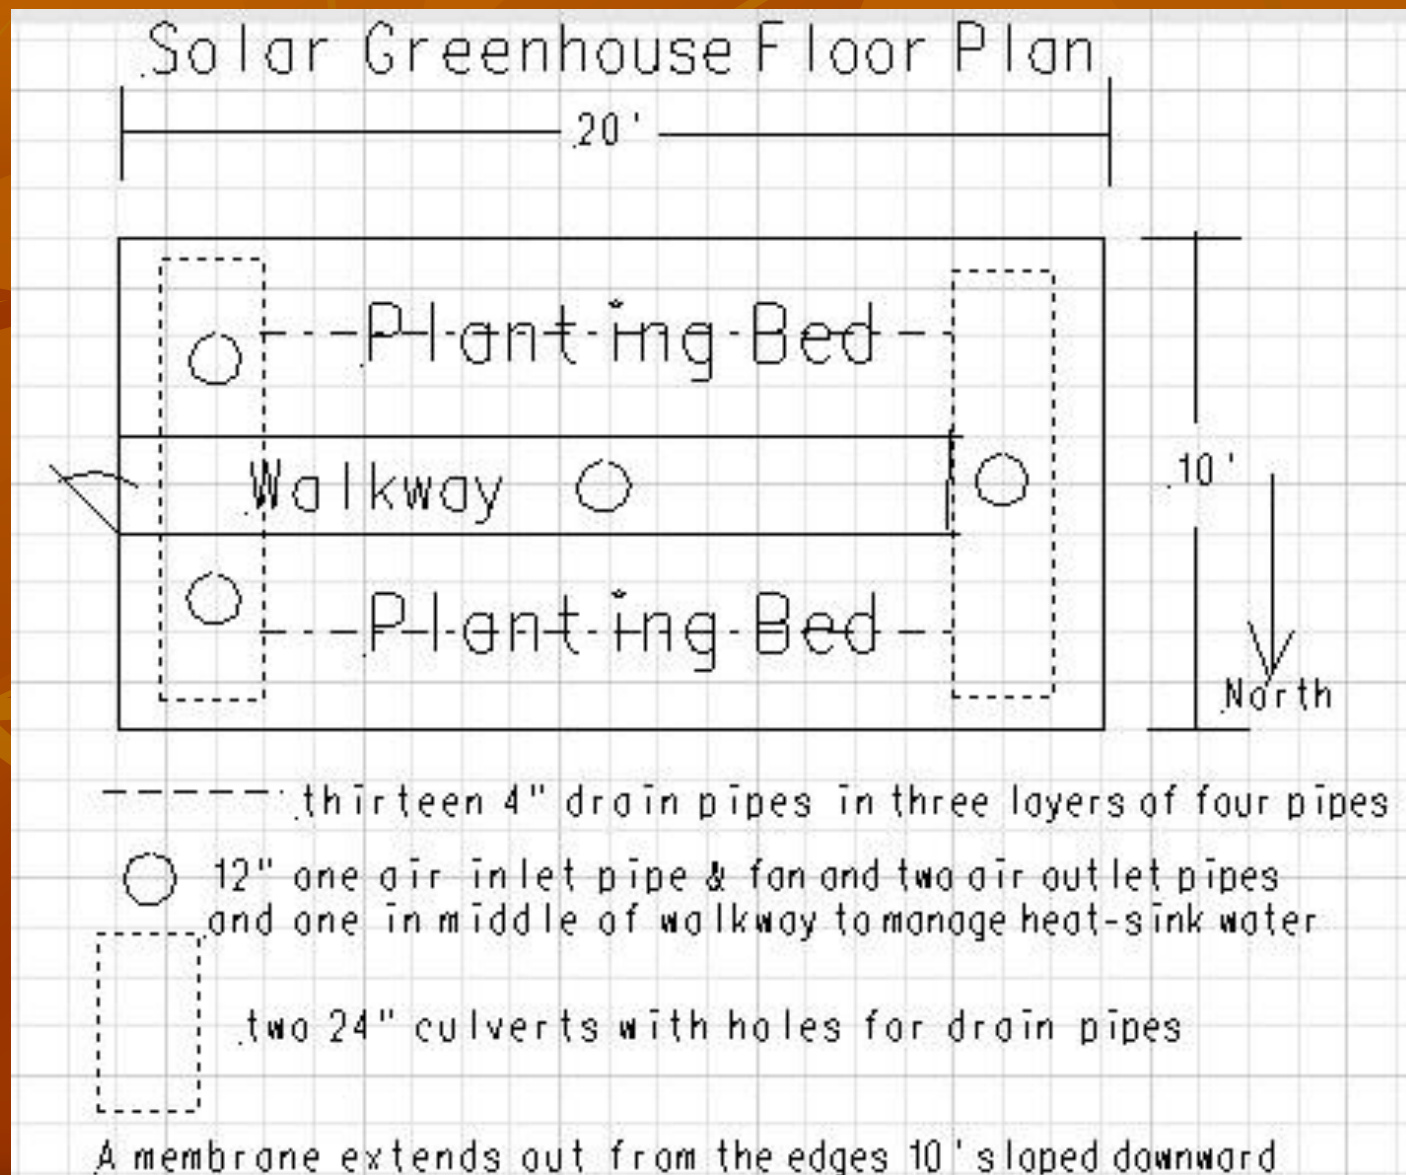 Solar Greenhouse Floor Plan
20'
Planting Bed
10'
Walkway
Planting Bed
North
thirteen 4" drain pipes in three layers of four pipes
12" one air inlet pipe & fan and two air outlet pipes
and one in middle of walkway to manage heat-sink water
two 24" culverts with holes for drain pipes
A membrane extends out from the edges 10' sloped downward